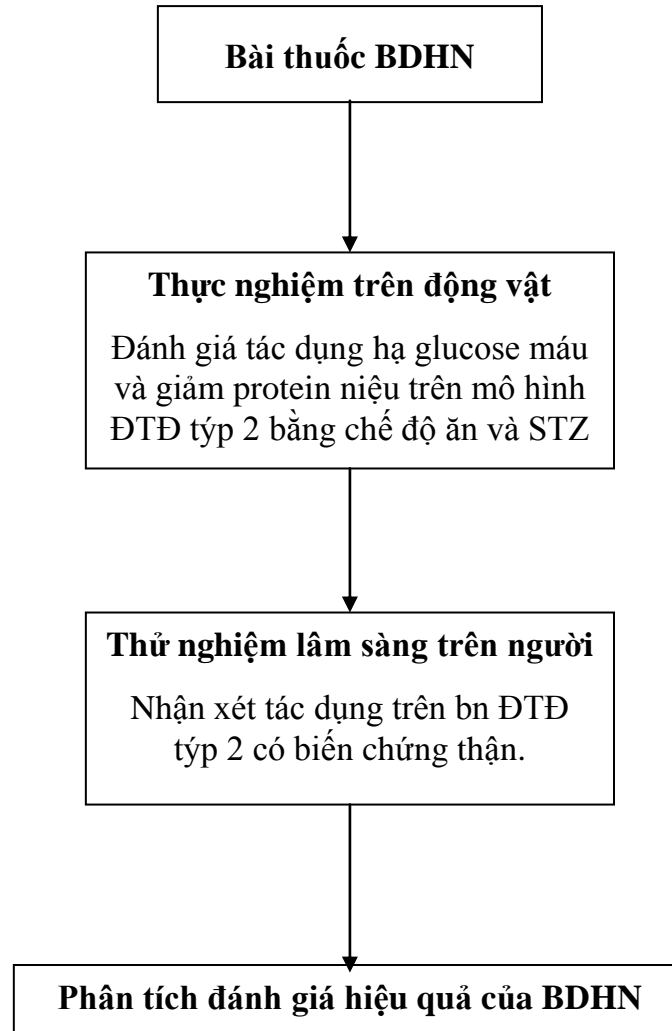 Bài thuốc BDHN
Thực nghiệm trên động vật
Đánh giá tác dụng hạ glucose máu
và giảm protein niệu trên mô hình
ĐTĐ týp 2 bằng chế độ ăn và STZ
Thử nghiệm lâm sàng trên người
Nhận xét tác dụng trên bn ĐTĐ
týp 2 có biến chứng thận.
Phân tích đánh giá hiệu quả của BDHN